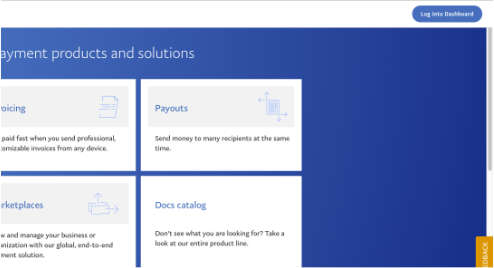 Log into Dashboard
ayment products and solutions
oicing
Payouts
paid fast when you send professional,
tomizable invoices from any device.
Send money to many recipients at the same
time.
rketplaces
Docs catalog
w and manage your business or
anization with our global, end-to-end
ment solution.
Don't see what you are looking for? Take a
look at our entire product line.
EEDBACK